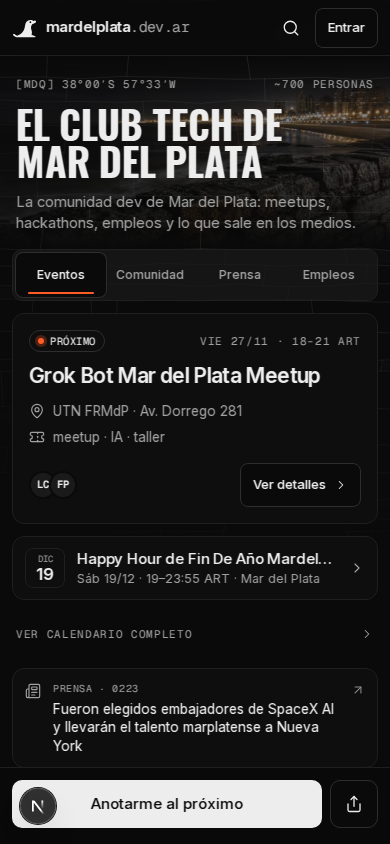 mardelplata.dev.ar
Entrar
[MDQ] 38°00′S 57°33′W
~700 PERSONAS
EL CLUB TECH DE
MAR DEL PLATA
La comunidad dev de Mar del Plata: meetups,
hackathons, empleos y lo que sale en los medios.
Eventos
Comunidad
Prensa
Empleos
PRÓXIMO
VIE 27/11 · 18–21 ART
Grok Bot Mar del Plata Meetup
UTN FRMdP · Av. Dorrego 281
meetup · IA · taller
LC
FP
Ver detalles
DIC
19
Happy Hour de Fin De Año Mardel…
Sáb 19/12 · 19–23:55 ART · Mar del Plata
VER CALENDARIO COMPLETO
PRENSA · 0223
Fueron elegidos embajadores de SpaceX AI
y llevarán el talento marplatense a Nueva
York
N
Anotarme al próximo